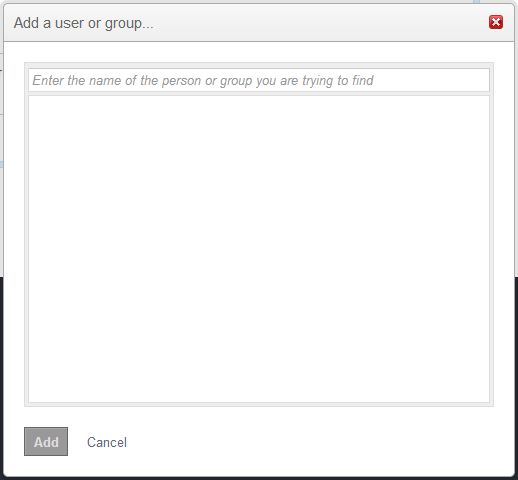 Add a user or group...
Enter the name of the person or group you are trying to find
Add
Cancel